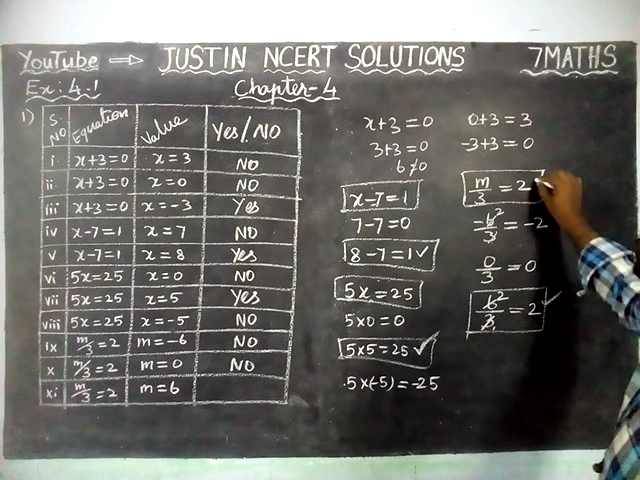 YouTube ⇒ JUSTIN NCERT SOLUTIONS 7MATHS
Ex: 4.1 Chapter-4
1)
S.NO Equation Value Yes/NO
i. x+3=0 x=3 NO
ii x+3=0 x=0 NO
iii x+3=0 x=-3 Yes
iv x-7=1 x=7 NO
v x-7=1 x=8 Yes
vi 5x=25 x=0 NO
vii 5x=25 x=5 Yes
viii 5x=25 x=-5 NO
ix m/3=2 m=-6 NO
x m/3=2 m=0 NO
xi m/3=2 m=6
x+3=0
3+3=0
6≠0
x-7=1
7-7=0
8-7=1✓
5x=25
5x0=0
5x5=25✓
5x(-5)=-25
0+3=3
-3+3=0
m/3=2
-6/3 2 =-2
0/3=0
6/3 2 =2✓